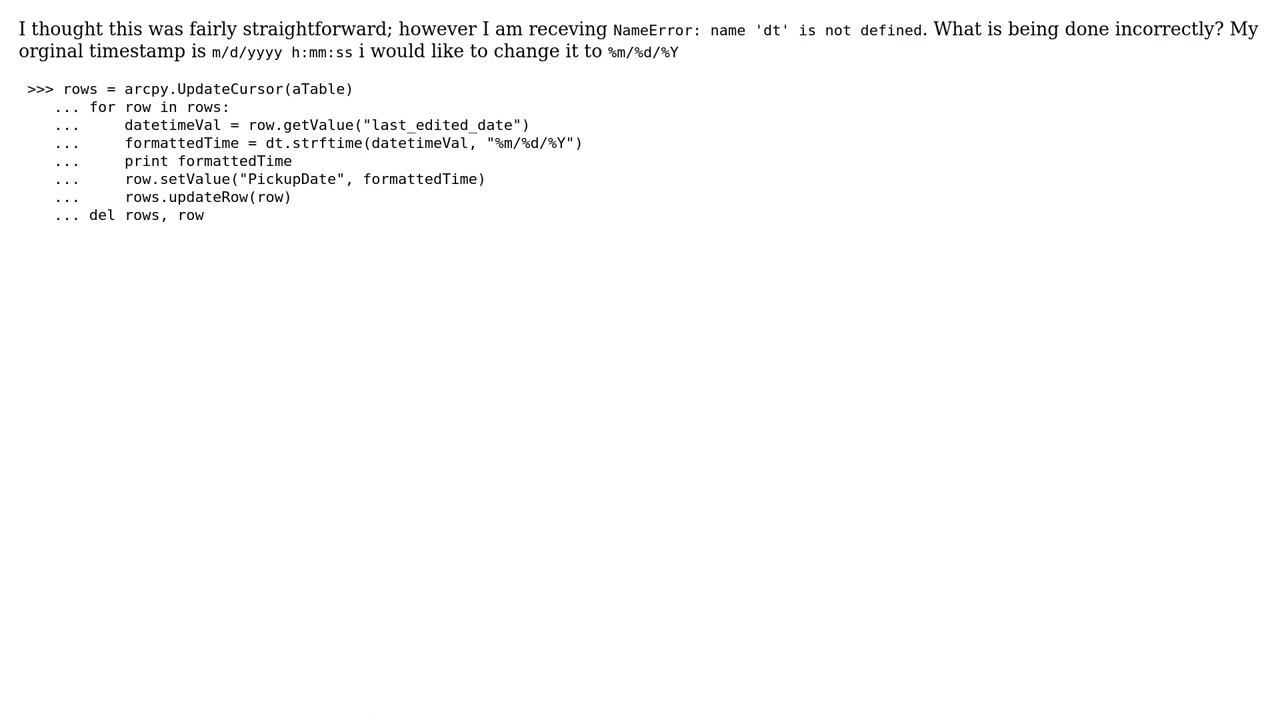 I thought this was fairly straightforward; however I am receving NameError: name 'dt' is not defined. What is being done incorrectly? My
orginal timestamp is m/d/yyyy h:mm:ss i would like to change it to %m/%d/%Y
>>> rows = arcpy.UpdateCursor(aTable)
... for row in rows:
...     datetimeVal = row.getValue("last_edited_date")
...     formattedTime = dt.strftime(datetimeVal, "%m/%d/%Y")
...     print formattedTime
...     row.setValue("PickupDate", formattedTime)
...     rows.updateRow(row)
... del rows, row